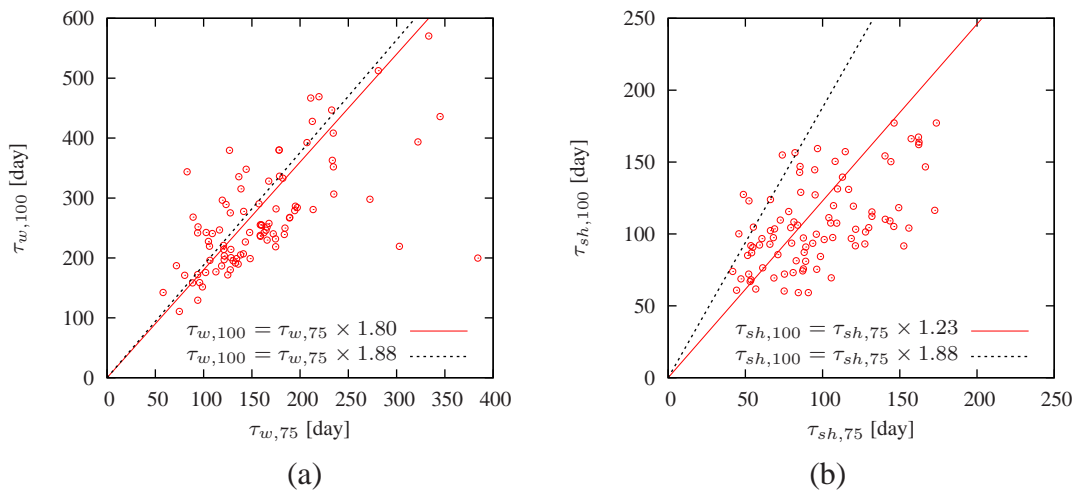 600
500
400
300
200
100
0
τw,100 [day]
τw,100 = τw,75 × 1.80
τw,100 = τw,75 × 1.88
0 50 100 150 200 250 300 350 400
τw,75 [day]
(a)
250
200
150
100
50
0
τsh,100 [day]
τsh,100 = τsh,75 × 1.23
τsh,100 = τsh,75 × 1.88
0 50 100 150 200 250
τsh,75 [day]
(b)